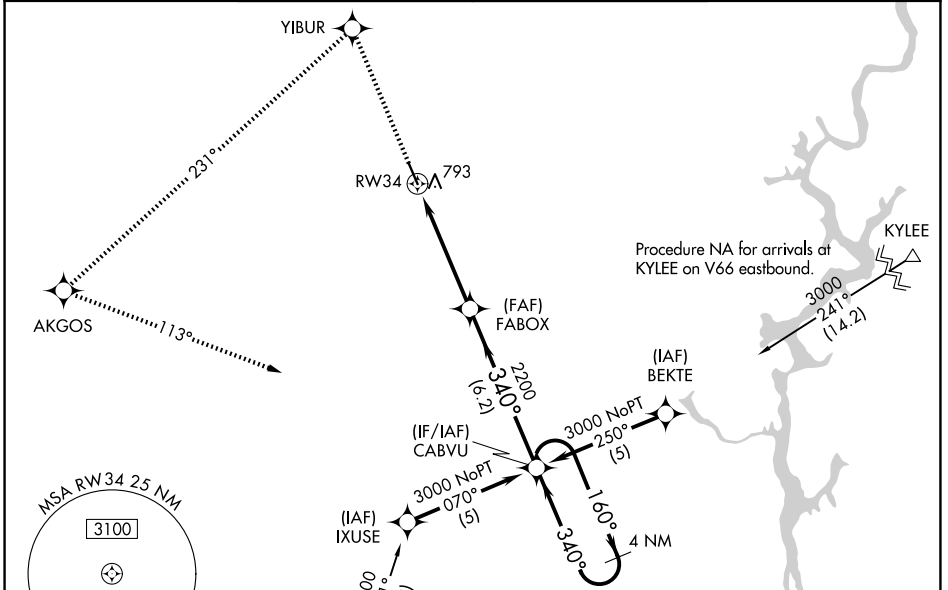 YIBUR
231°
RW34
793
AKGOS
113°
(FAF)
FABOX
Procedure NA for arrivals at
KYLEE on V66 eastbound.
KYLEE
3000
241°
(14.2)
2200
340°
(6.2)
(IAF)
BEKTE
3000 NoPT
250°
(5)
(IF/IAF)
CABVU
3000 NoPT
070°
(5)
(IAF)
IXUSE
160°
340°
4 NM
MSA RW34 25 NM
3100